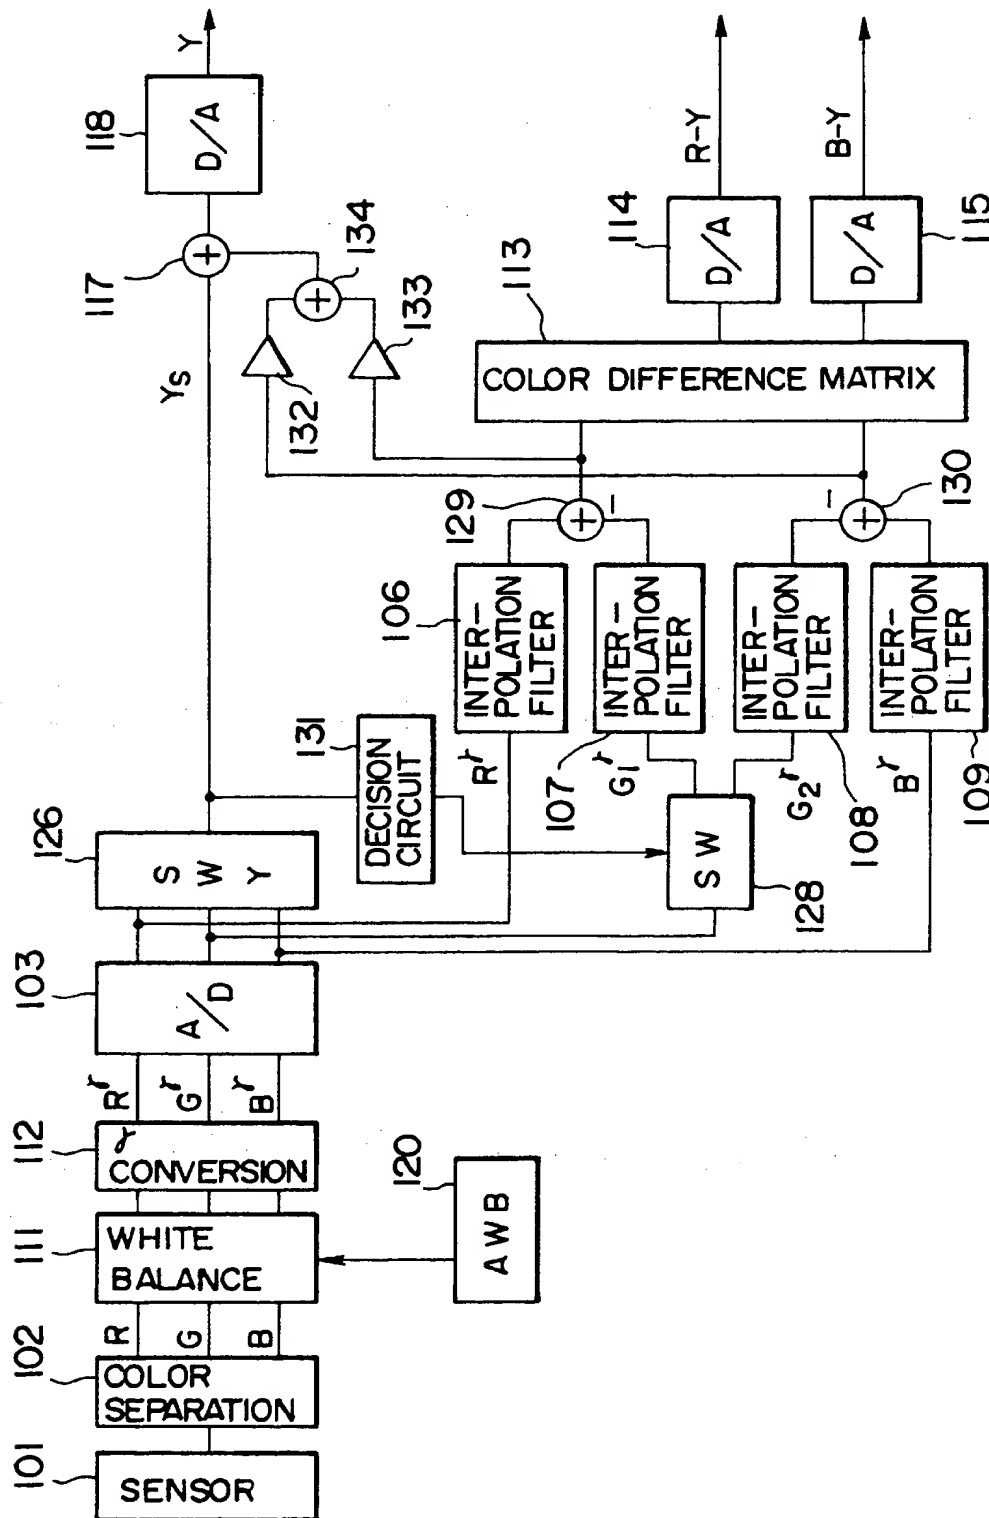 101
SENSOR
102
COLOR
SEPARATION
R
G
B
111
WHITE
BALANCE
120
AWB
112
γ
CONVERSION
Rγ
Gγ
Bγ
103
A/D
126
SWY
131
DECISION
CIRCUIT
Rγ
106
INTER-
POLATION
FILTER
107
G1γ
INTER-
POLATION
FILTER
128
SW
G2γ
108
INTER-
POLATION
FILTER
Bγ
109
INTER-
POLATION
FILTER
129
−
130
−
+
+
YS
132
133
134
+
117
+
118
D/A
Y
113
COLOR DIFFERENCE MATRIX
114
D/A
R-Y
115
D/A
B-Y